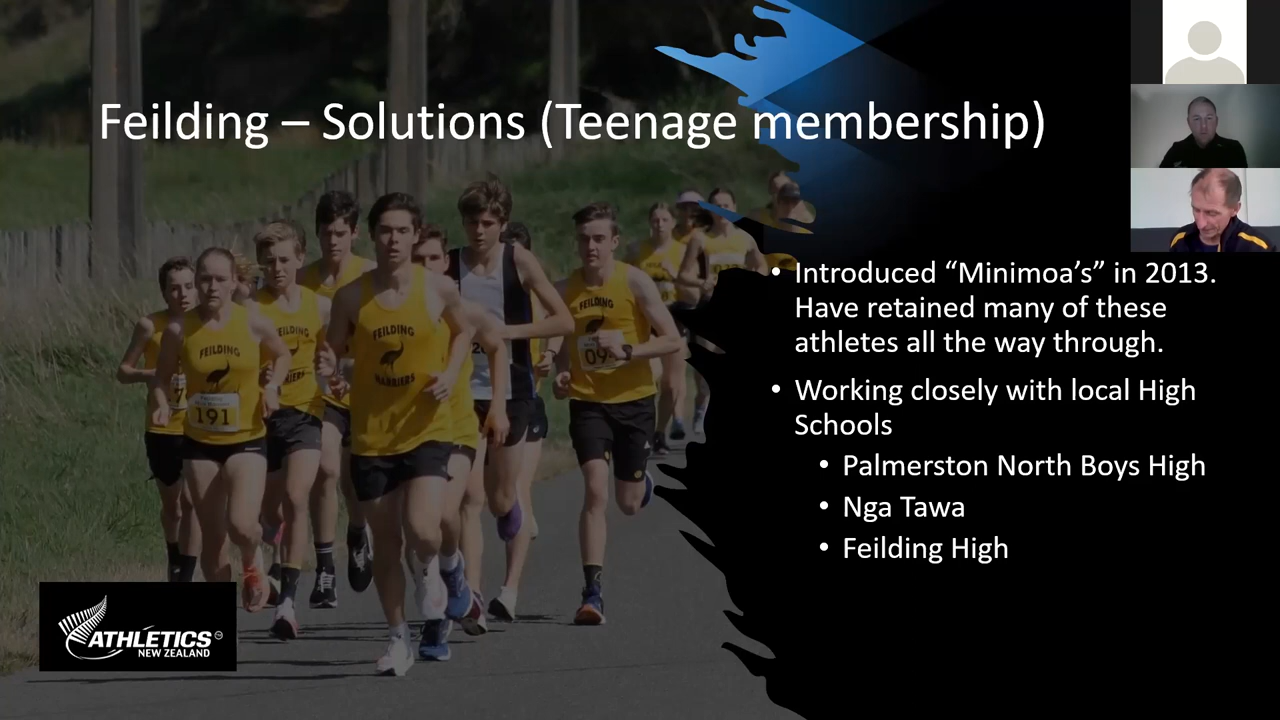 Feilding – Solutions (Teenage membership)
• Introduced “Minimoa’s” in 2013.
Have retained many of these
athletes all the way through.
• Working closely with local High
Schools
• Palmerston North Boys High
• Nga Tawa
• Feilding High
FEILDING
191
FEILDING
HARRIERS
FEILDING
ATHLETICS
NEW ZEALAND